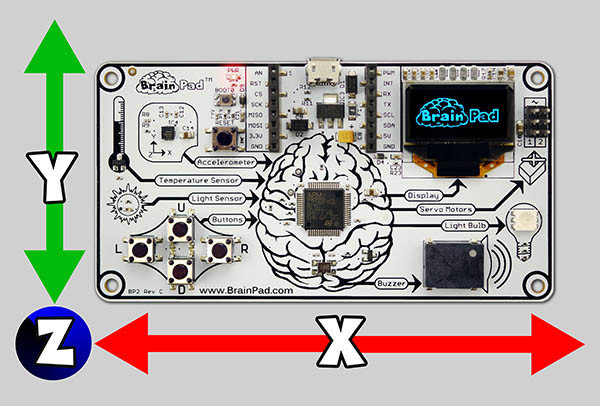 Brain Pad™
PWR
BOOT0
RESET
AN
RST
CS
SCK
MISO
MOSI
3.3V
GND
PWM
INT
RX
TX
SCL
SDA
5V
GND
Brain Pad
1 2
Accelerometer
Temperature Sensor
Light Sensor
Buttons
Display
Servo Motors
Light Bulb
Buzzer
U
L
R
D
BP2 Rev C
www.BrainPad.com
Y
Z
X